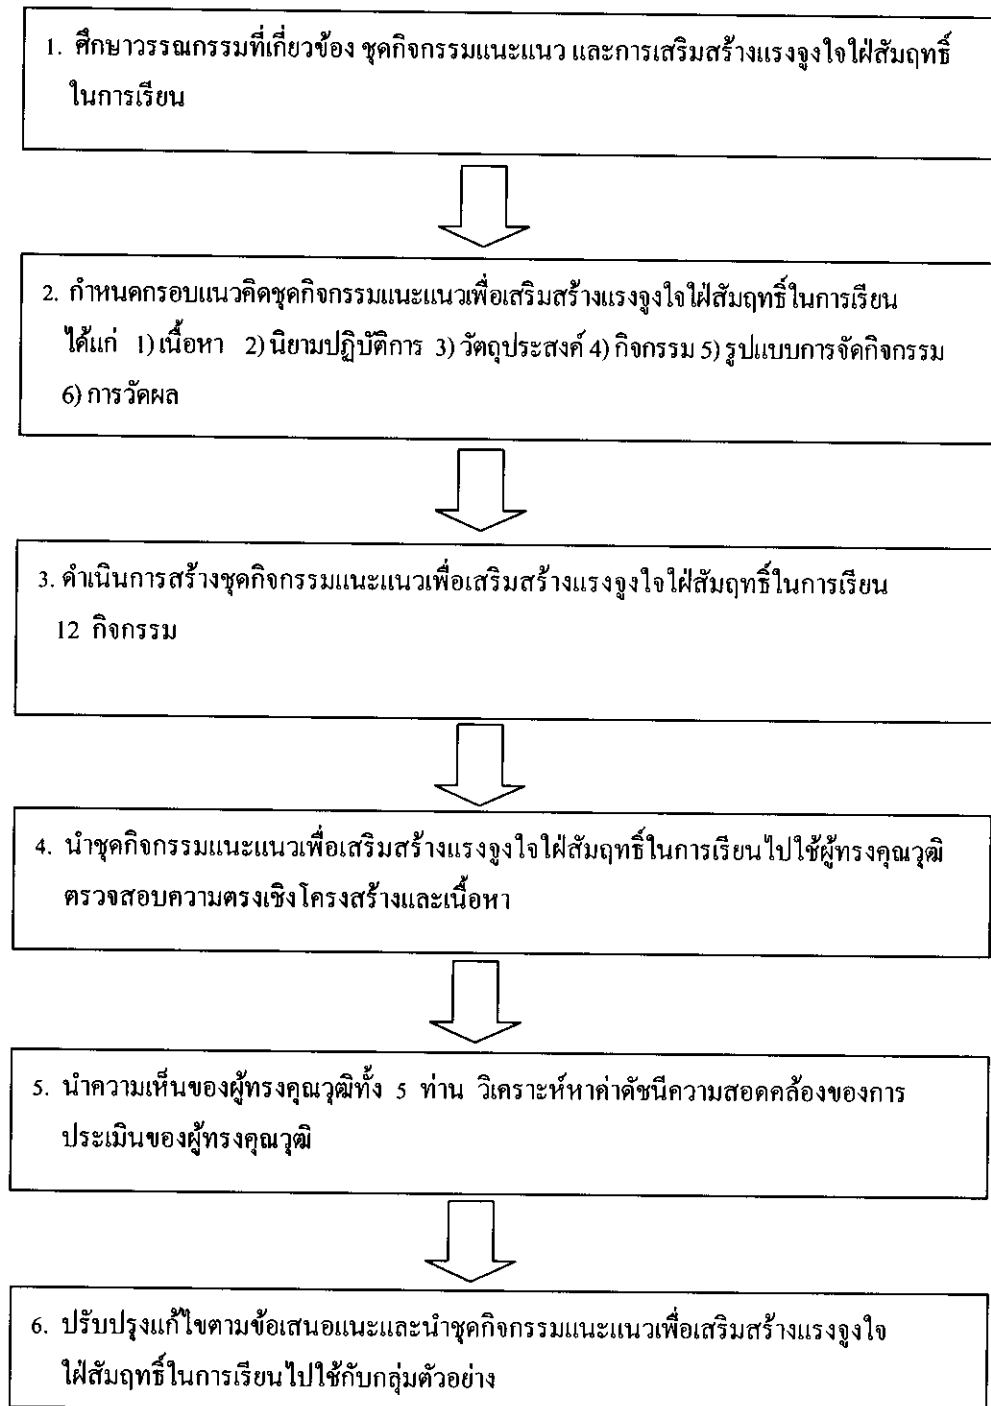 1. ศึกษาวรรณกรรมที่เกี่ยวข้อง ชุดกิจกรรมแนะแนว และการเสริมสร้างแรงจูงใจใฝ่สัมฤทธิ์
ในการเรียน
2. กำหนดกรอบแนวคิดชุดกิจกรรมแนะแนวเพื่อเสริมสร้างแรงจูงใจใฝ่สัมฤทธิ์ในการเรียน
ได้แก่ 1) เนื้อหา 2) นิยามปฏิบัติการ 3) วัตถุประสงค์ 4) กิจกรรม 5) รูปแบบการจัดกิจกรรม
6) การวัดผล
3. ดำเนินการสร้างชุดกิจกรรมแนะแนวเพื่อเสริมสร้างแรงจูงใจใฝ่สัมฤทธิ์ในการเรียน
12 กิจกรรม
4. นำชุดกิจกรรมแนะแนวเพื่อเสริมสร้างแรงจูงใจใฝ่สัมฤทธิ์ในการเรียนไปใช้ผู้ทรงคุณวุฒิ
ตรวจสอบความตรงเชิงโครงสร้างและเนื้อหา
5. นำความเห็นของผู้ทรงคุณวุฒิทั้ง 5 ท่าน วิเคราะห์หาค่าดัชนีความสอดคล้องของการ
ประเมินของผู้ทรงคุณวุฒิ
6. ปรับปรุงแก้ไขตามข้อเสนอแนะและนำชุดกิจกรรมแนะแนวเพื่อเสริมสร้างแรงจูงใจ
ใฝ่สัมฤทธิ์ในการเรียนไปใช้กับกลุ่มตัวอย่าง